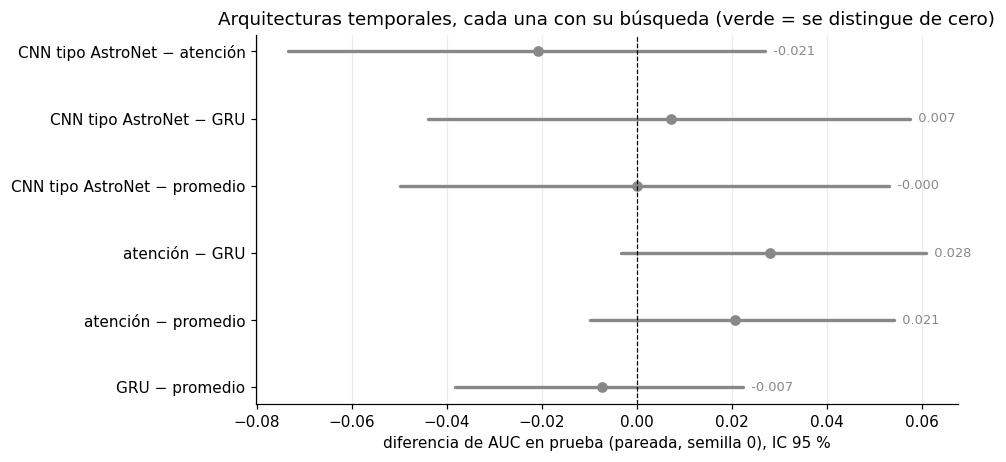 Arquitecturas temporales, cada una con su búsqueda (verde = se distingue de cero)
CNN tipo AstroNet − atención
-0.021
CNN tipo AstroNet − GRU
0.007
CNN tipo AstroNet − promedio
-0.000
atención − GRU
0.028
atención − promedio
0.021
GRU − promedio
-0.007
−0.08 −0.06 −0.04 −0.02 0.00 0.02 0.04 0.06
diferencia de AUC en prueba (pareada, semilla 0), IC 95 %